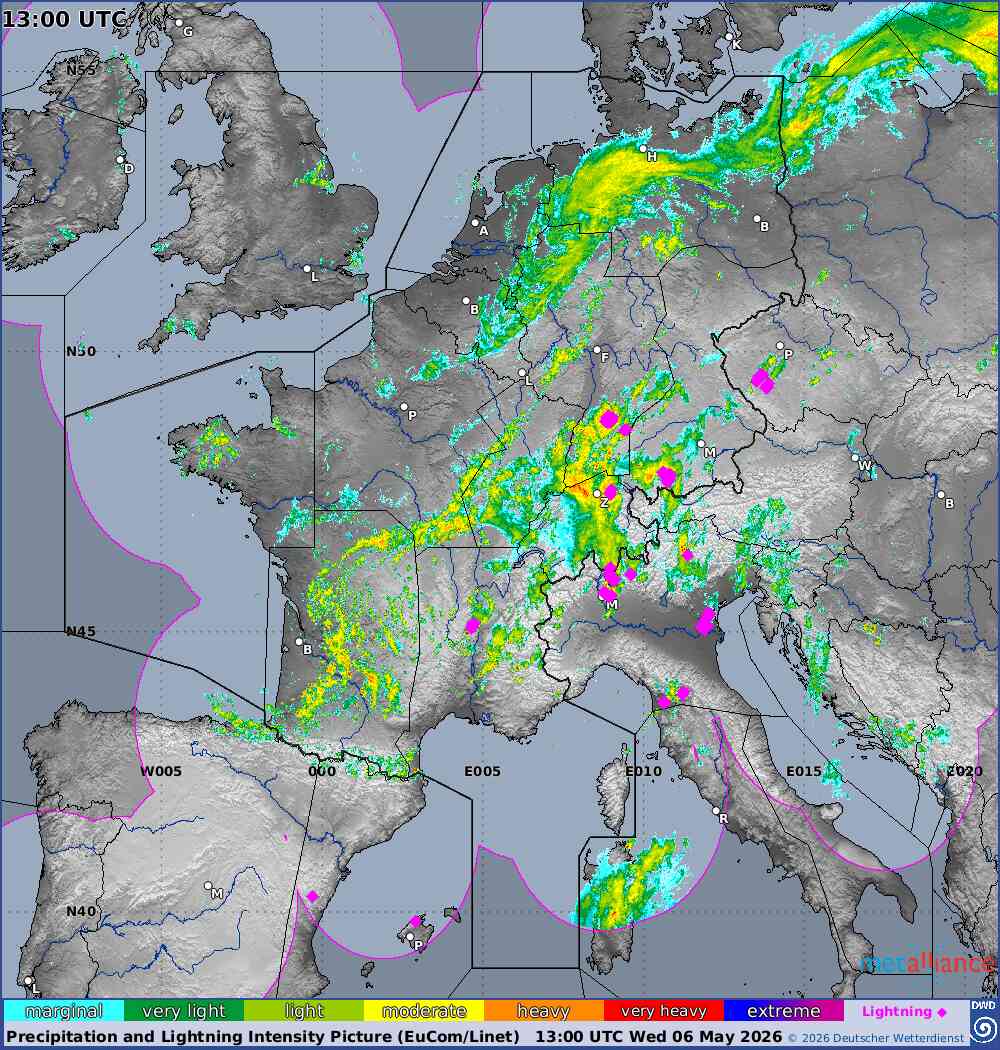 13:00 UTC
G
K
N55
D
H
A
B
L
B
N50
P
F
L
P
M
W
B
Z
M
N45
B
W005
000
E005
E010
E015
E020
R
M
N40
P
L
metalliance
marginal very light light moderate heavy very heavy extreme Lightning
DWD
Precipitation and Lightning Intensity Picture (EuCom/Linet) 13:00 UTC Wed 06 May 2026 © 2026 Deutscher Wetterdienst